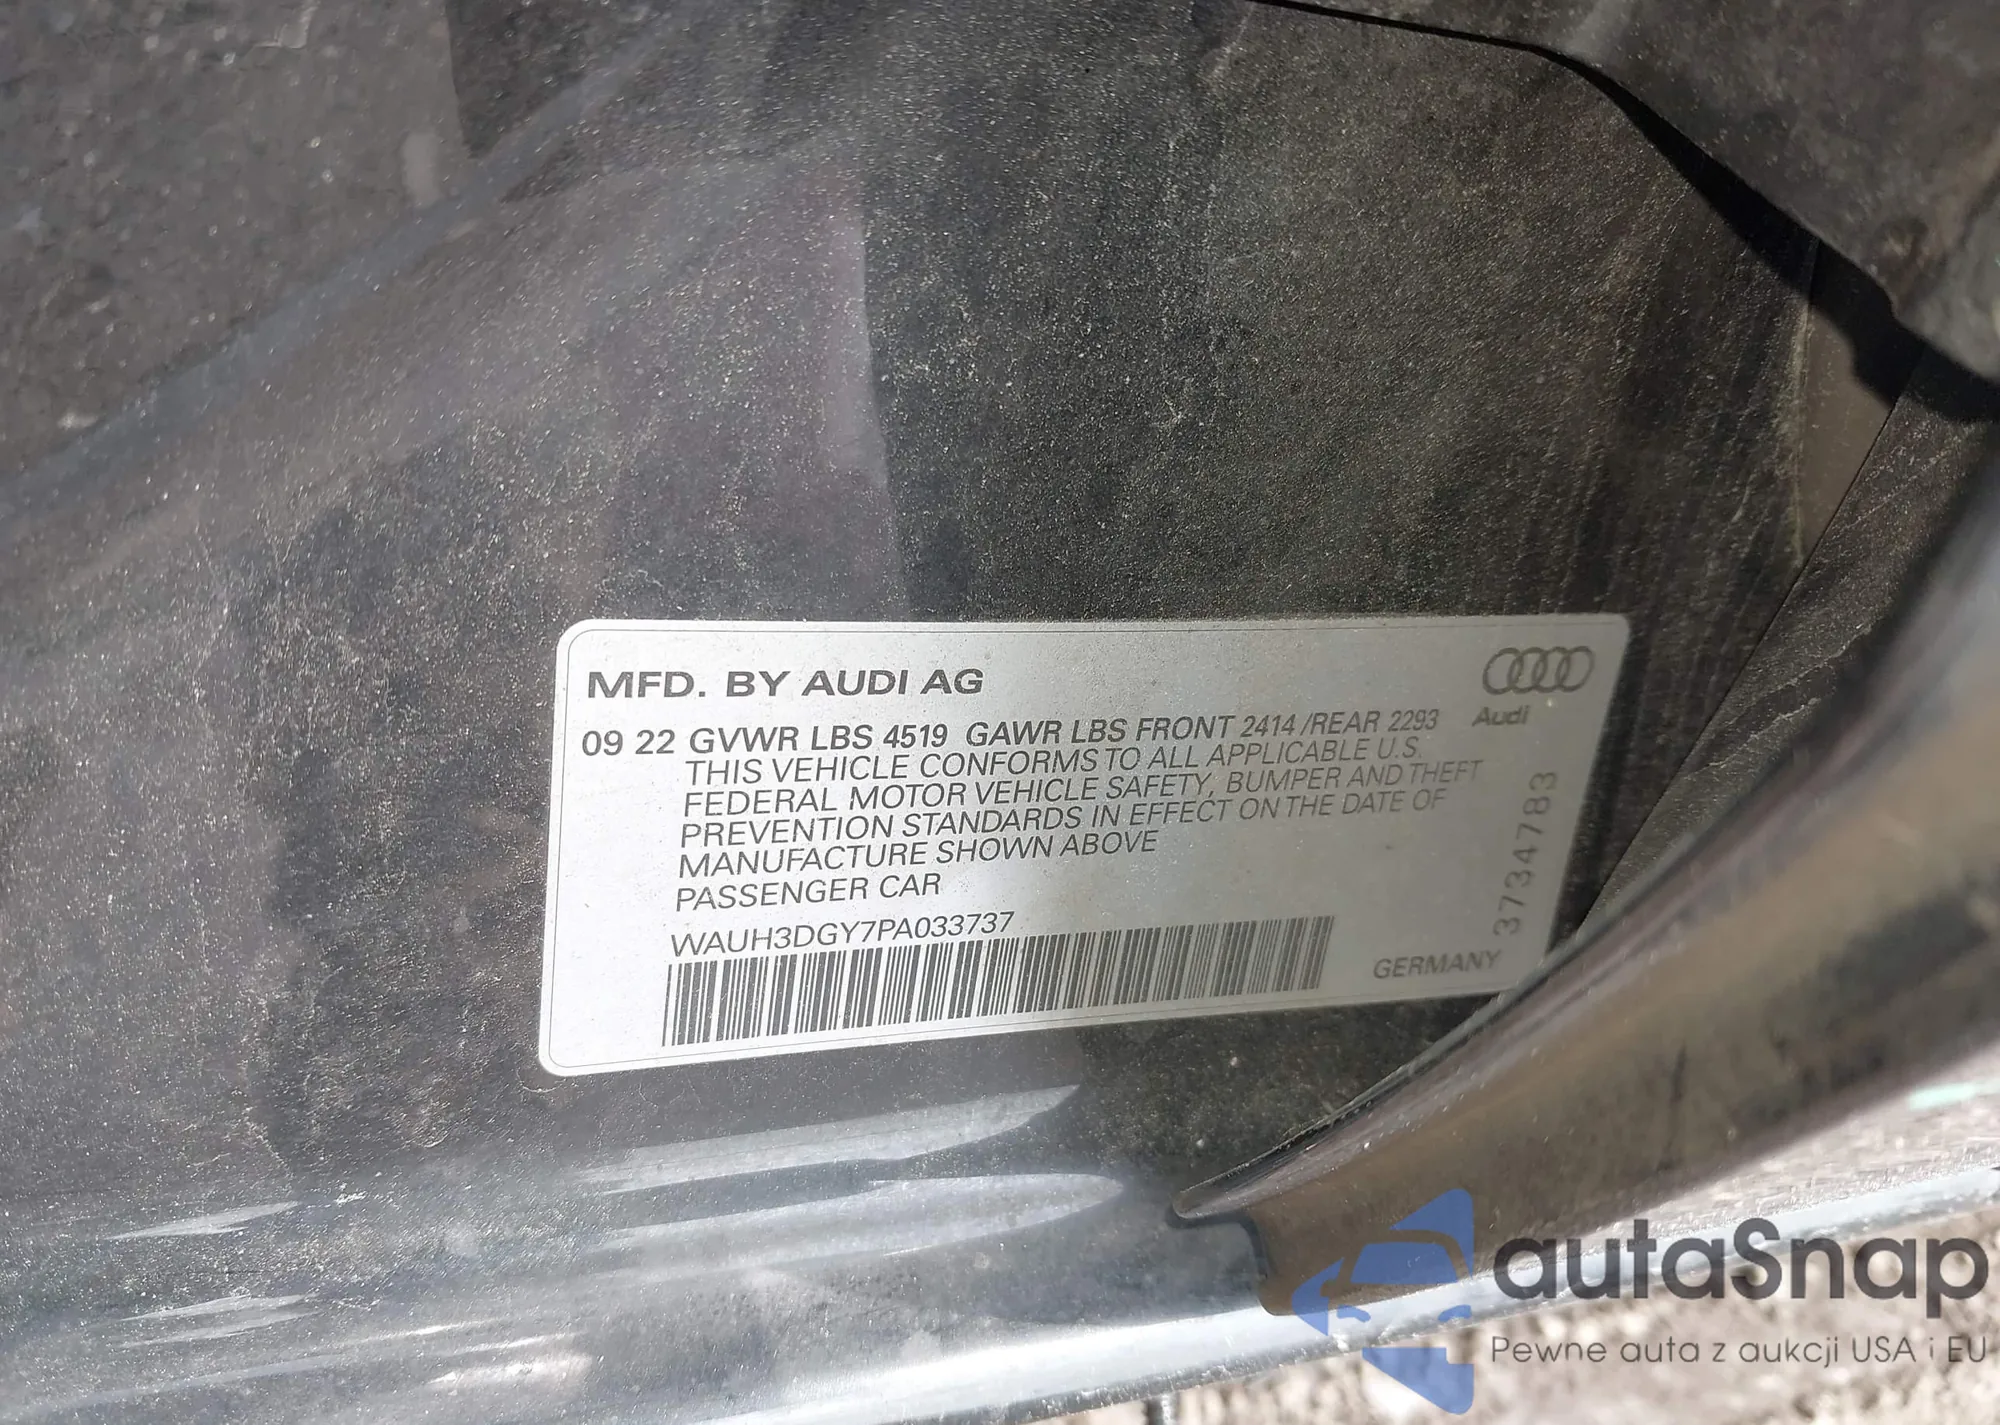 MFD. BY AUDI AG
Audi
09 22 GVWR LBS 4519 GAWR LBS FRONT 2414 /REAR 2293
THIS VEHICLE CONFORMS TO ALL APPLICABLE U.S.
FEDERAL MOTOR VEHICLE SAFETY, BUMPER AND THEFT
PREVENTION STANDARDS IN EFFECT ON THE DATE OF
MANUFACTURE SHOWN ABOVE
PASSENGER CAR
WAUH3DGY7PA033737
GERMANY
37734783
autaSnap
Pewne auta z aukcji USA i EU